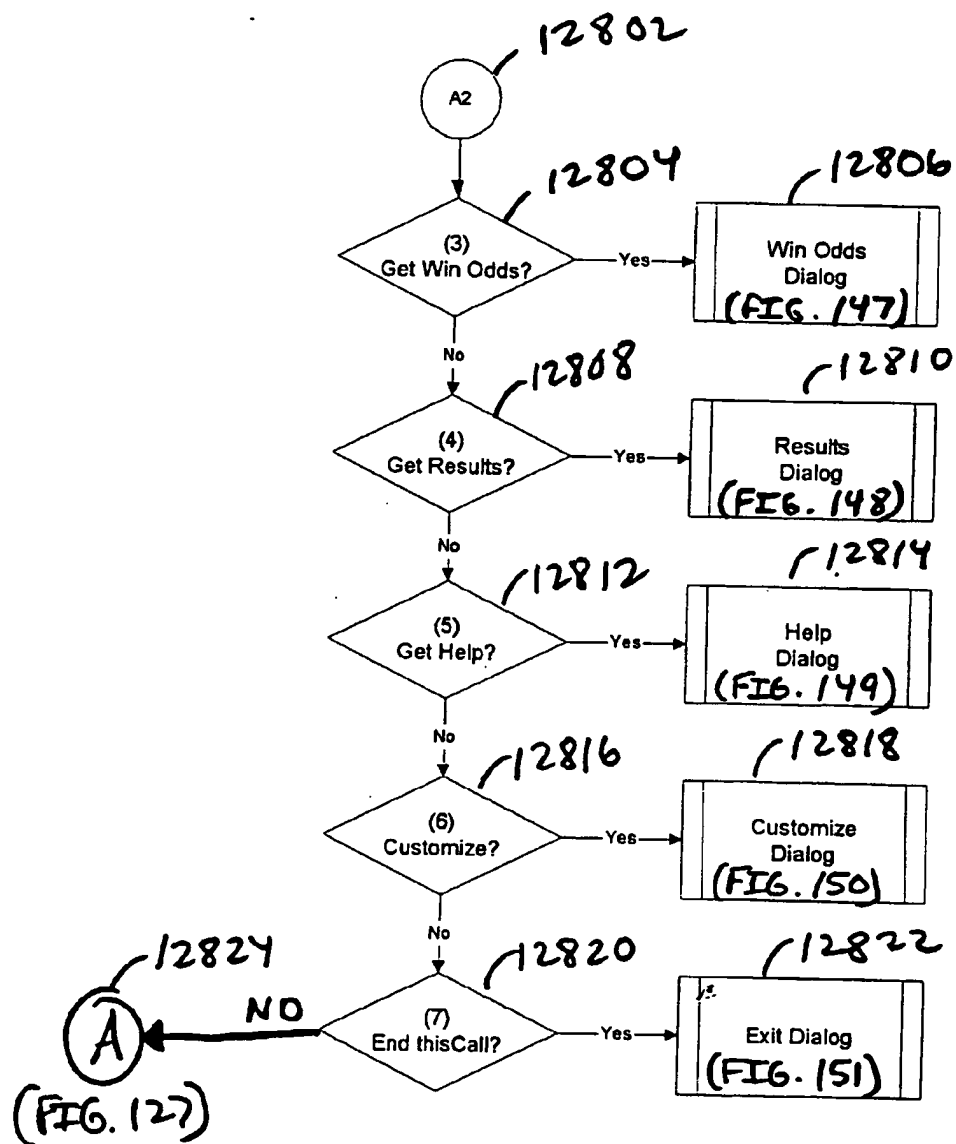 12802
A2
12804
12806
(3)
Get Win Odds?
Yes
Win Odds
Dialog
(FIG. 147)
No
12808
12810
(4)
Get Results?
Yes
Results
Dialog
(FIG. 148)
No
12812
12814
(5)
Get Help?
Yes
Help
Dialog
(FIG. 149)
No
12816
12818
(6)
Customize?
Yes
Customize
Dialog
(FIG. 150)
No
12824
12820
12822
A
NO
(7)
End thisCall?
Yes
Exit Dialog
(FIG. 151)
(FIG. 127)